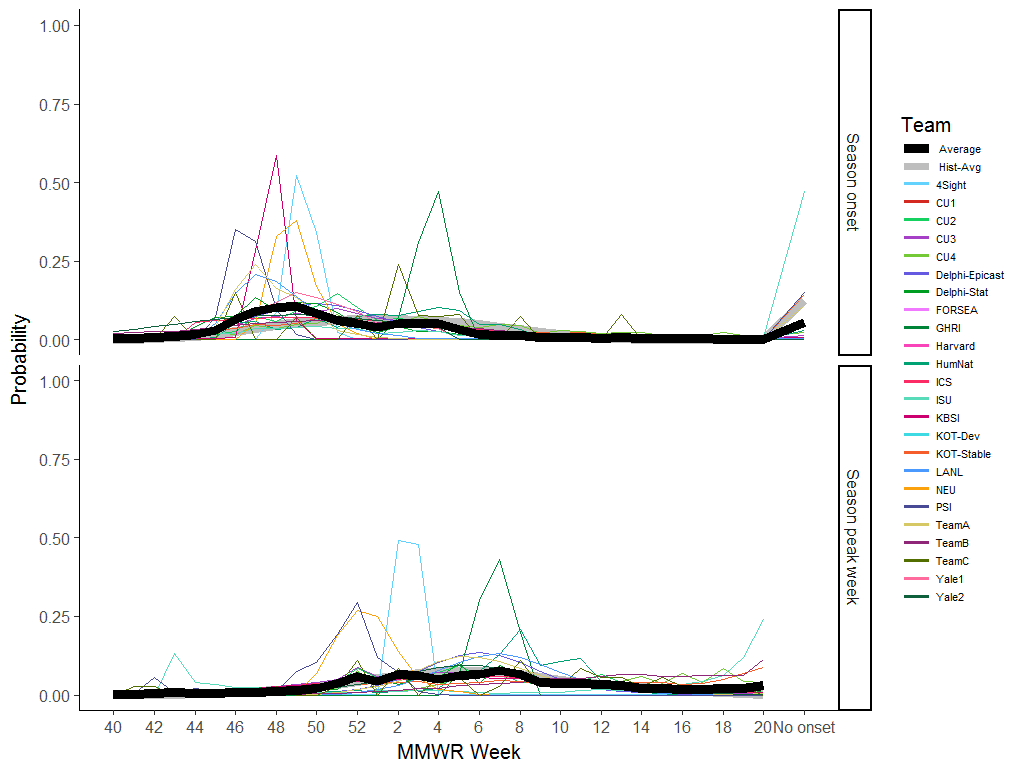 1.00
0.75
0.50
0.25
0.00
Season onset
1.00
0.75
0.50
0.25
0.00
Season peak week
Probability
40 42 44 46 48 50 52 2 4 6 8 10 12 14 16 18 20 No onset
MMWR Week
Team
Average
Hist-Avg
4Sight
CU1
CU2
CU3
CU4
Delphi-Epicast
Delphi-Stat
FORSEA
GHRI
Harvard
HumNat
ICS
ISU
KBSI
KOT-Dev
KOT-Stable
LANL
NEU
PSI
TeamA
TeamB
TeamC
Yale1
Yale2